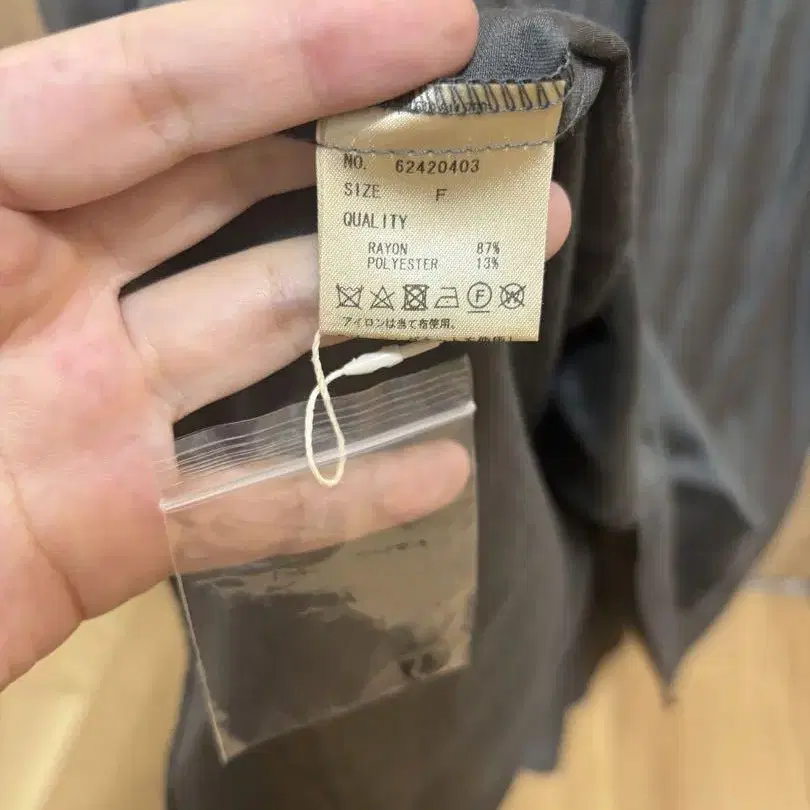 NO. 62420403
SIZE F
QUALITY
RAYON 87%
POLYESTER 13%
F W
アイロンは当て布使用。